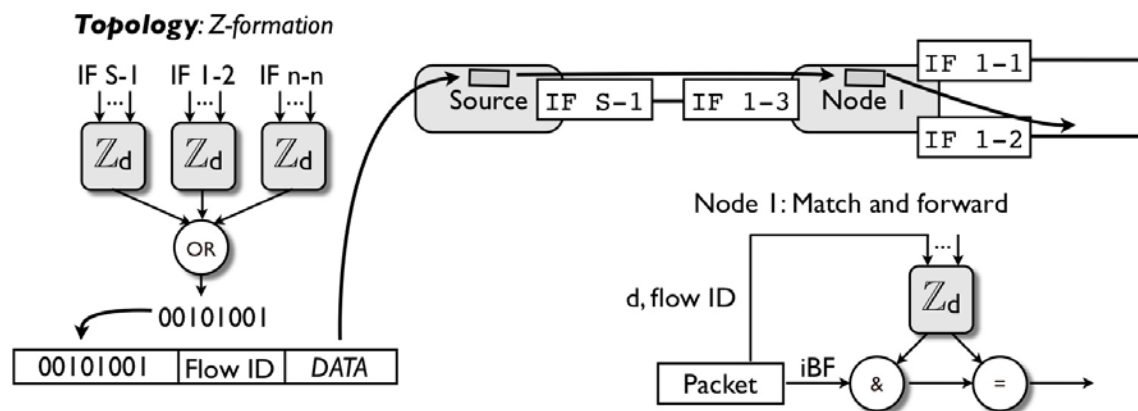 Topology: Z-formation
IF S-1 IF 1-2 IF n-n
... ... ...
ℤd ℤd ℤd
OR
00101001
00101001 Flow ID DATA
Source IF S-1 IF 1-3 Node 1 IF 1-1
IF 1-2
Node 1: Match and forward
...
d, flow ID ℤd
Packet iBF & =